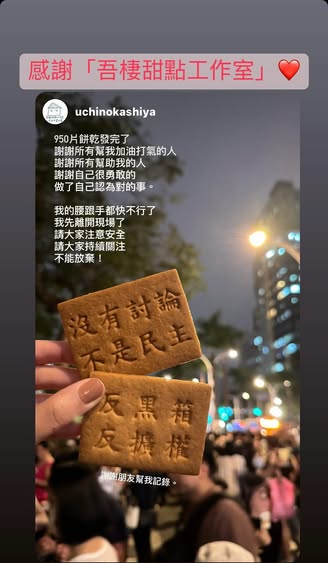 感謝「吾棲甜點工作室」❤️
uchinokashiya
950片餅乾發完了
謝謝所有幫我加油打氣的人
謝謝所有幫助我的人
謝謝自己很勇敢的
做了自己認為對的事。
我的腰跟手都快不行了
我先離開現場了
請大家注意安全
請大家持續關注
不能放棄！
沒有討論
不是民主
反黑箱
反擴權
謝謝朋友幫我記錄。